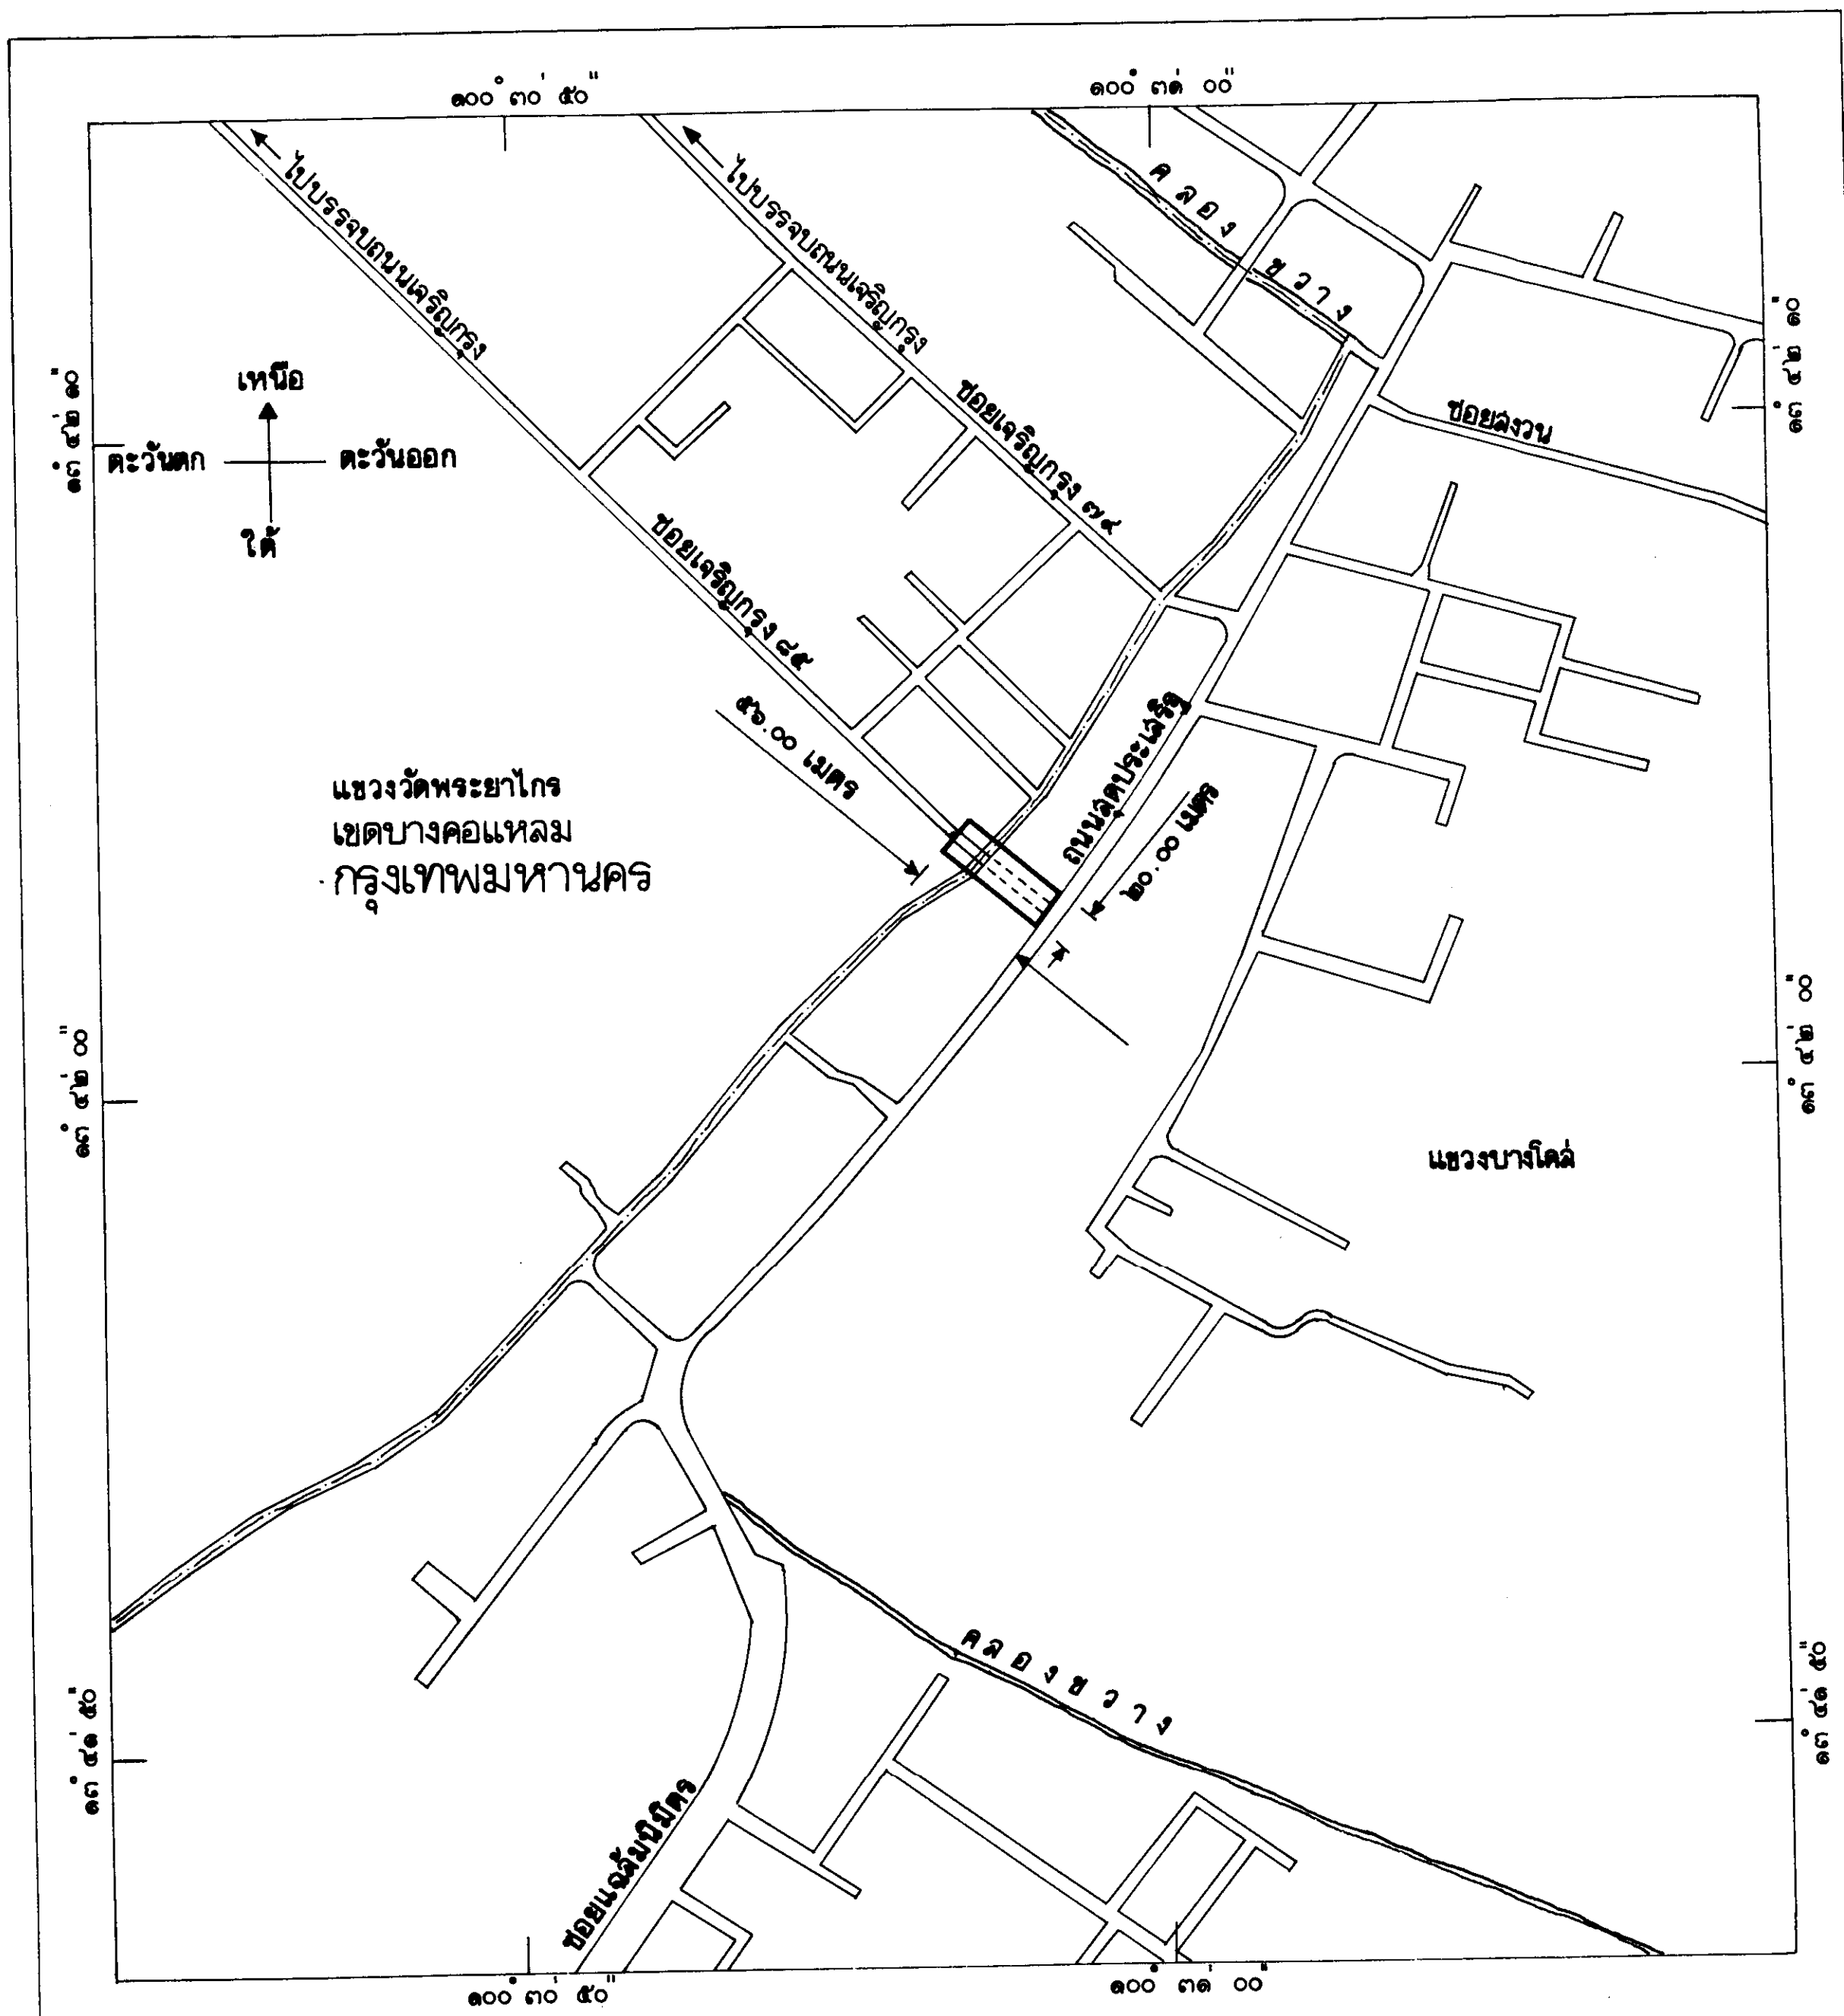 ๑๐๐° ๓๐' ๕๐"
๑๐๐° ๓๑' ๐๐"
ไปบรรจบถนนเจริญกรุง
ไปบรรจบถนนเจริญกรุง
คลอง
ขวาง
๑๓° ๔๒' ๑๐"
๑๓° ๔๒' ๑๐"
เหนือ
ตะวันตก
ตะวันออก
ใต้
ซอยเจริญกรุง ๗๙
ซอยสงวน
ซอยเจริญกรุง ๘๕
๕๖.๐๐ เมตร
ถนนสุดประเสริฐ
๒๐.๐๐ เมตร
แขวงวัดพระยาไกร
เขตบางคอแหลม
กรุงเทพมหานคร
๑๓° ๔๒' ๐๐"
๑๓° ๔๒' ๐๐"
แขวงบางโคล่
คลองขวาง
๑๓° ๔๑' ๕๐"
๑๓° ๔๑' ๕๐"
ซอยแฉล้มนิมิตร
๑๐๐° ๓๐' ๕๐"
๑๐๐° ๓๑' ๐๐"